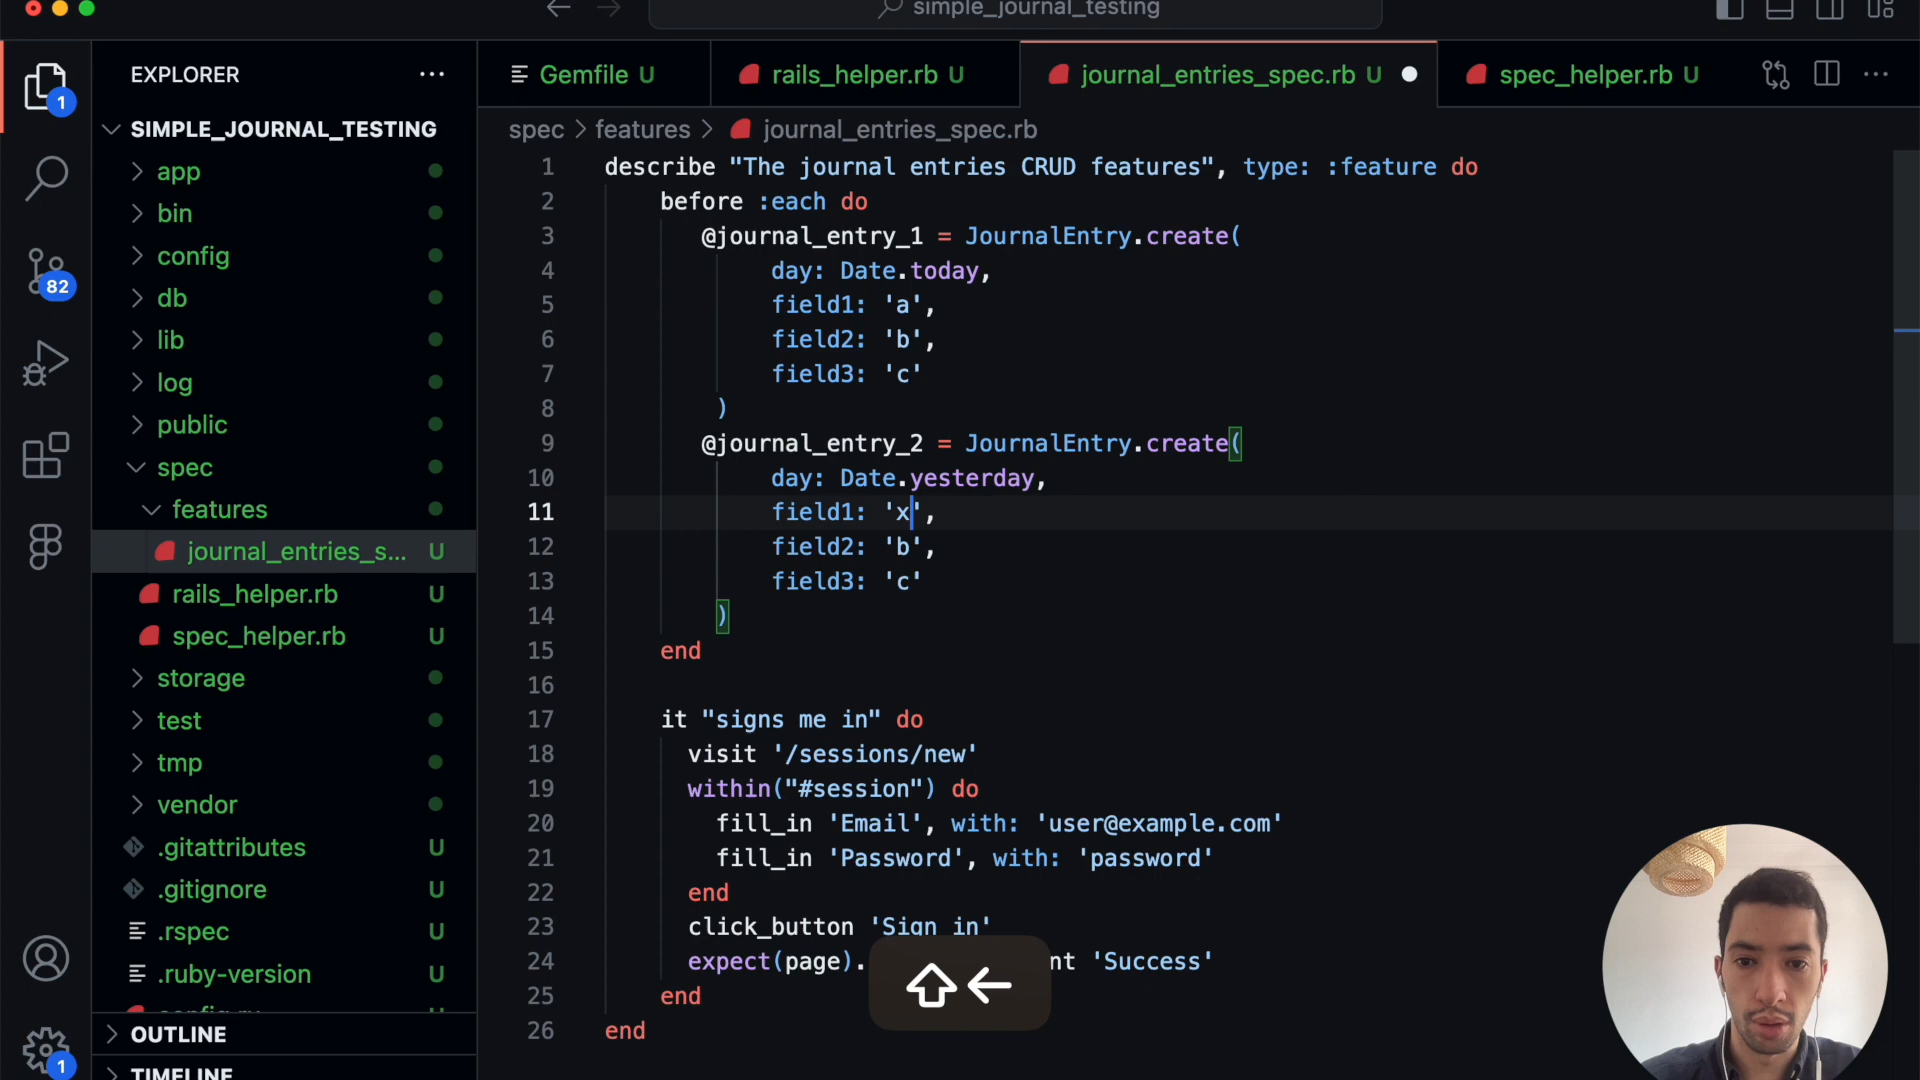 simple_journal_testing
EXPLORER
Gemfile U
rails_helper.rb U
journal_entries_spec.rb U
spec_helper.rb U
1
SIMPLE_JOURNAL_TESTING
app
bin
config
db
lib
log
public
spec
features
journal_entries_s... U
rails_helper.rb U
spec_helper.rb U
storage
test
tmp
vendor
.gitattributes U
.gitignore U
.rspec U
.ruby-version U
OUTLINE
TIMELINE
82
1
spec > features > journal_entries_spec.rb
1 describe "The journal entries CRUD features", type: :feature do
2 before :each do
3 @journal_entry_1 = JournalEntry.create(
4 day: Date.today,
5 field1: 'a',
6 field2: 'b',
7 field3: 'c'
8 )
9 @journal_entry_2 = JournalEntry.create(
10 day: Date.yesterday,
11 field1: 'x',
12 field2: 'b',
13 field3: 'c'
14 )
15 end
16
17 it "signs me in" do
18 visit '/sessions/new'
19 within("#session") do
20 fill_in 'Email', with: 'user@example.com'
21 fill_in 'Password', with: 'password'
22 end
23 click_button 'Sign in'
24 expect(page). nt 'Success'
25 end
26 end